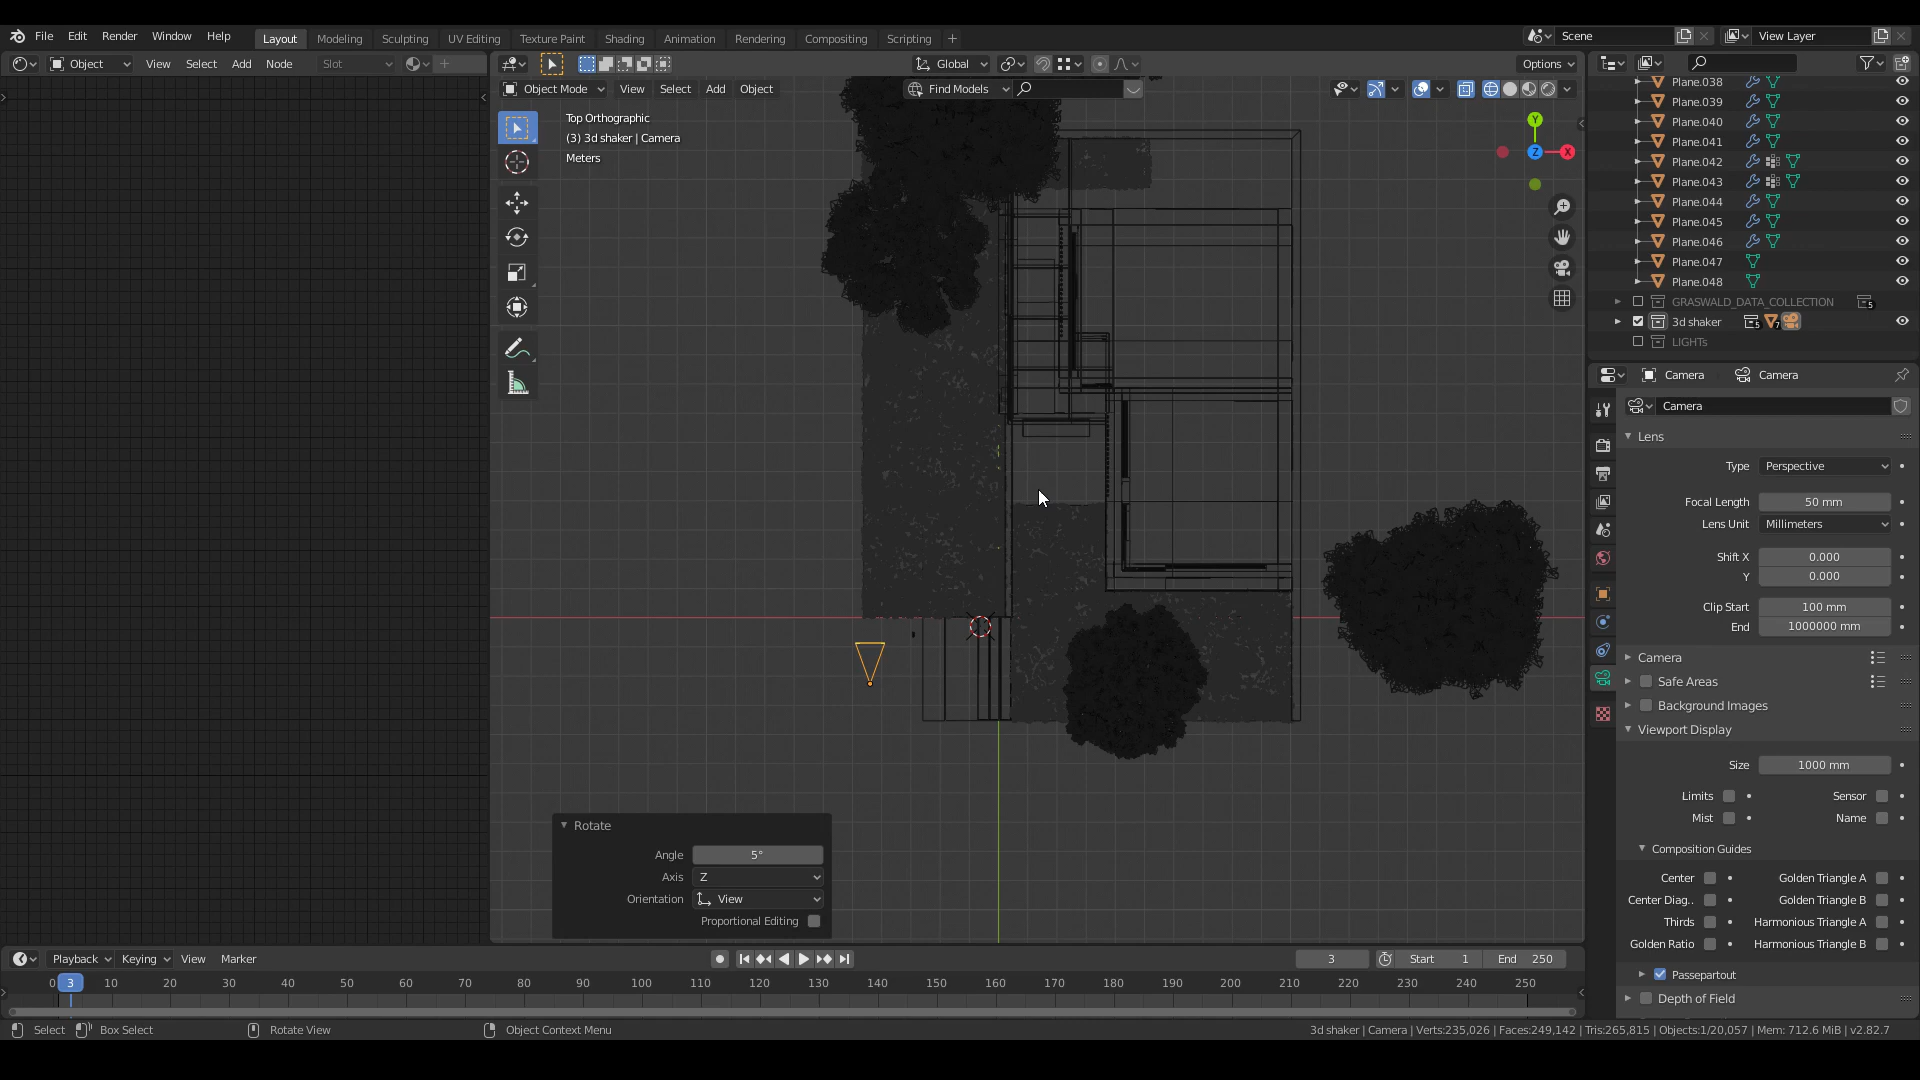 File Edit Render Window Help Layout Modeling Sculpting UV Editing Texture Paint Shading Animation Rendering Compositing Scripting + Scene View Layer
Object View Select Add Node Slot Global Options
Object Mode View Select Add Object Find Models
Top Orthographic
(3) 3d shaker | Camera
Meters
Y
Z
X
Plane.038
Plane.039
Plane.040
Plane.041
Plane.042
Plane.043
Plane.044
Plane.045
Plane.046
Plane.047
Plane.048
GRASWALD_DATA_COLLECTION 5
3d shaker 5 7
LIGHTs
Camera Camera
Camera
Lens
Type Perspective
Focal Length 50 mm
Lens Unit Millimeters
Shift X 0.000
Y 0.000
Clip Start 100 mm
End 1000000 mm
Camera
Safe Areas
Background Images
Viewport Display
Size 1000 mm
Limits Sensor
Mist Name
Composition Guides
Center Golden Triangle A
Center Diag.. Golden Triangle B
Thirds Harmonious Triangle A
Golden Ratio Harmonious Triangle B
Passepartout
Depth of Field
Rotate
Angle 5°
Axis Z
Orientation View
Proportional Editing
Playback Keying View Marker 3 Start 1 End 250
0 3 10 20 30 40 50 60 70 80 90 100 110 120 130 140 150 160 170 180 190 200 210 220 230 240 250
Select Box Select Rotate View Object Context Menu 3d shaker | Camera | Verts:235,026 | Faces:249,142 | Tris:265,815 | Objects:1/20,057 | Mem: 712.6 MiB | v2.82.7